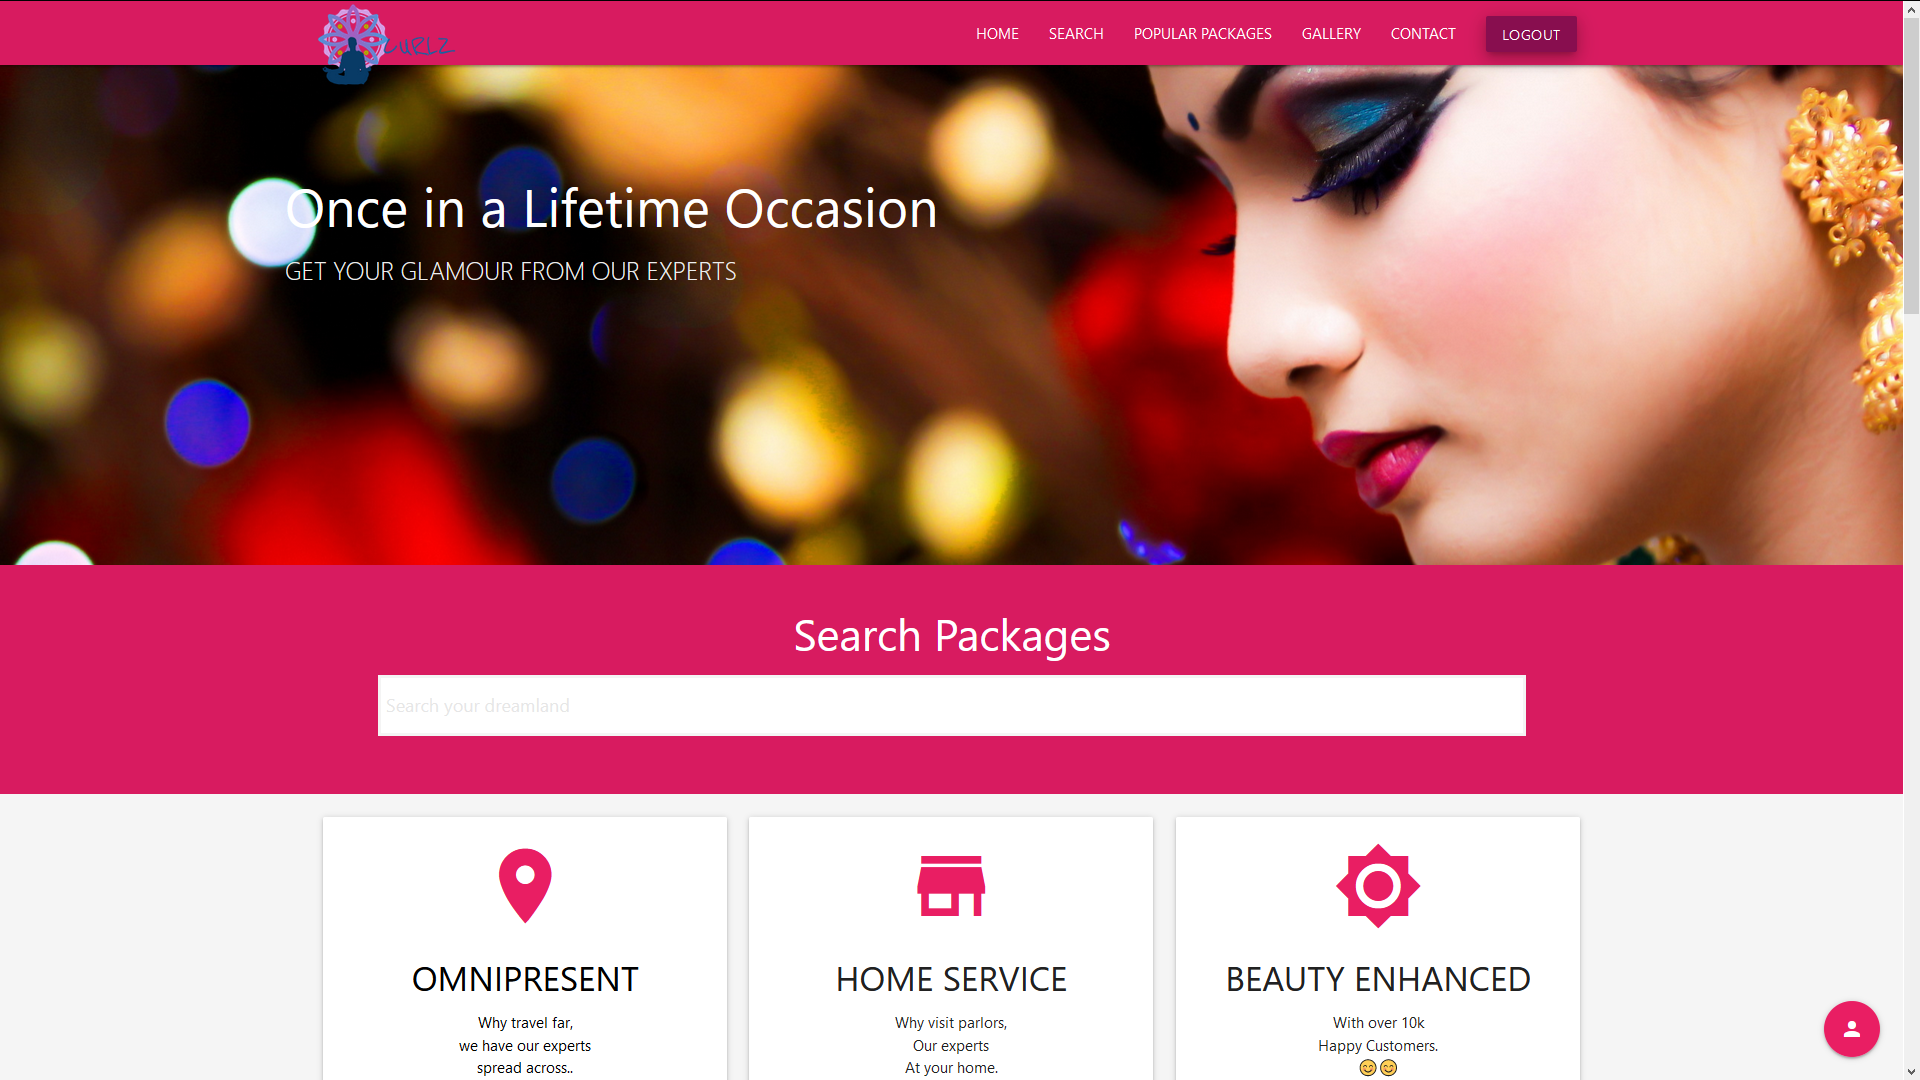 CURLZ
HOME SEARCH POPULAR PACKAGES GALLERY CONTACT LOGOUT
Once in a Lifetime Occasion
GET YOUR GLAMOUR FROM OUR EXPERTS
Search Packages
Search your dreamland
OMNIPRESENT
Why travel far,
we have our experts
spread across..
HOME SERVICE
Why visit parlors,
Our experts
At your home.
BEAUTY ENHANCED
With over 10k
Happy Customers.
😊😊